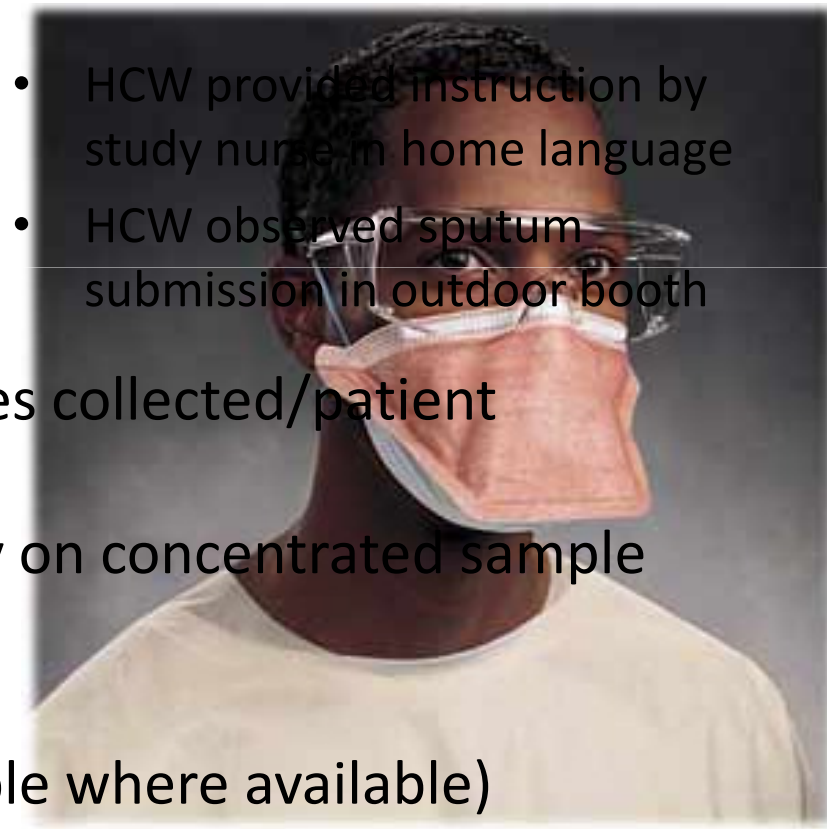 • HCW provided instruction by
study nurse in home language
• HCW observed sputum
submission in outdoor booth
es collected/patient
y on concentrated sample
ple where available)